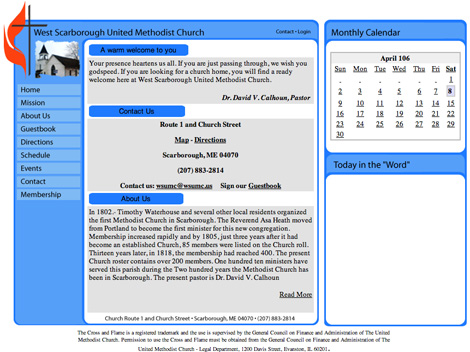 West Scarborough United Methodist Church
Contact • Login
Home
Mission
About Us
Guestbook
Directions
Schedule
Events
Contact
Membership
A warm welcome to you
Your presence heartens us all. If you are just passing through, we wish you
godspeed. If you are looking for a church home, you will find a ready
welcome here at West Scarborough United Methodist Church.
Dr. David V. Calhoun, Pastor
Contact Us
Route 1 and Church Street
Map - Directions
Scarborough, ME 04070
(207) 883-2814
Contact us: wsumc@wsumc.us Sign our Guestbook
About Us
In 1802.- Timothy Waterhouse and several other local residents organized
the first Methodist Church in Scarborough. The Reverend Asa Heath moved
from Portland to become the first minister for this new congregation.
Membership increased rapidly and by 1805, just three years after it had
become an Established Church, 85 members were listed on the Church roll.
Thirteen years later, in 1818, the membership had reached 400. The present
Church roster contains over 200 members. One hundred ten ministers have
served this parish during the Two hundred years the Methodist Church has
been in Scarborough. The present pastor is Dr. David V. Calhoun
Read More
Church Route 1 and Church Street • Scarborough, ME 04070 • (207) 883-2814
Monthly Calendar
April 106
Sun Mon Tue Wed Thu Fri Sat
1
2 3 4 5 6 7 8
9 10 11 12 13 14 15
16 17 18 19 20 21 22
23 24 25 26 27 28 29
30
Today in the "Word"
The Cross and Flame is a registered trademark and the use is supervised by the General Council on Finance and Administration of The United
Methodist Church. Permission to use the Cross and Flame must be obtained from the General Council on Finance and Administration of The
United Methodist Church - Legal Department, 1200 Davis Street, Evanston, IL 60201.